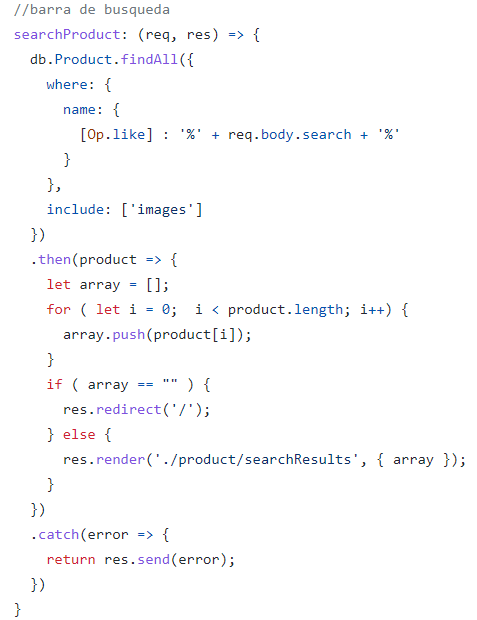 //barra de busqueda
searchProduct: (req, res) => {
  db.Product.findAll({
    where: {
      name: {
        [Op.like] : '%' + req.body.search + '%'
      }
    },
    include: ['images']
  })
  .then(product => {
    let array = [];
    for ( let i = 0;  i < product.length; i++) {
      array.push(product[i]);
    }
    if ( array == "" ) {
      res.redirect('/');
    } else {
      res.render('./product/searchResults', { array });
    }
  })
  .catch(error => {
    return res.send(error);
  })
}